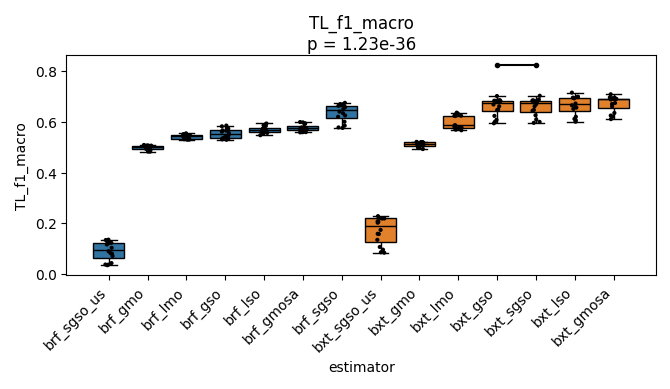 TL_f1_macro
p = 1.23e-36
TL_f1_macro
0.8
0.6
0.4
0.2
0.0
brf_sgso_us
brf_gmo
brf_lmo
brf_gso
brf_lso
brf_gmosa
brf_sgso
bxt_sgso_us
bxt_gmo
bxt_lmo
bxt_gso
bxt_sgso
bxt_lso
bxt_gmosa
estimator